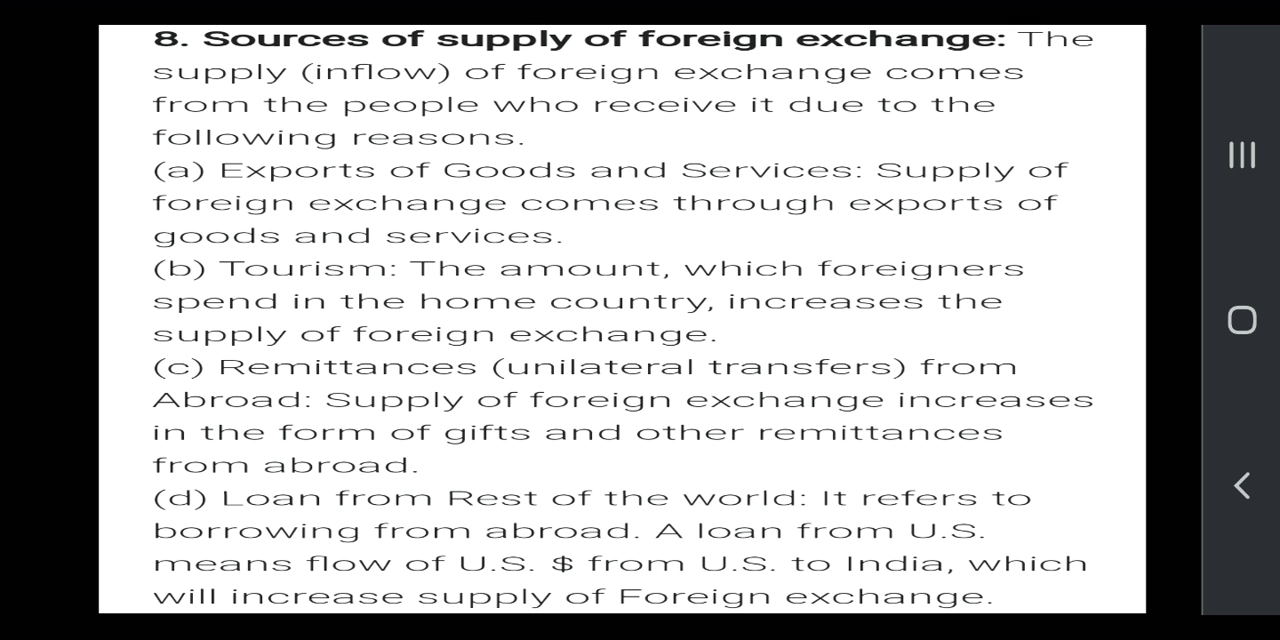 8. Sources of supply of foreign exchange: The
supply (inflow) of foreign exchange comes
from the people who receive it due to the
following reasons.
(a) Exports of Goods and Services: Supply of
foreign exchange comes through exports of
goods and services.
(b) Tourism: The amount, which foreigners
spend in the home country, increases the
supply of foreign exchange.
(c) Remittances (unilateral transfers) from
Abroad: Supply of foreign exchange increases
in the form of gifts and other remittances
from abroad.
(d) Loan from Rest of the world: It refers to
borrowing from abroad. A loan from U.S.
means flow of U.S. $ from U.S. to India, which
will increase supply of Foreign exchange.